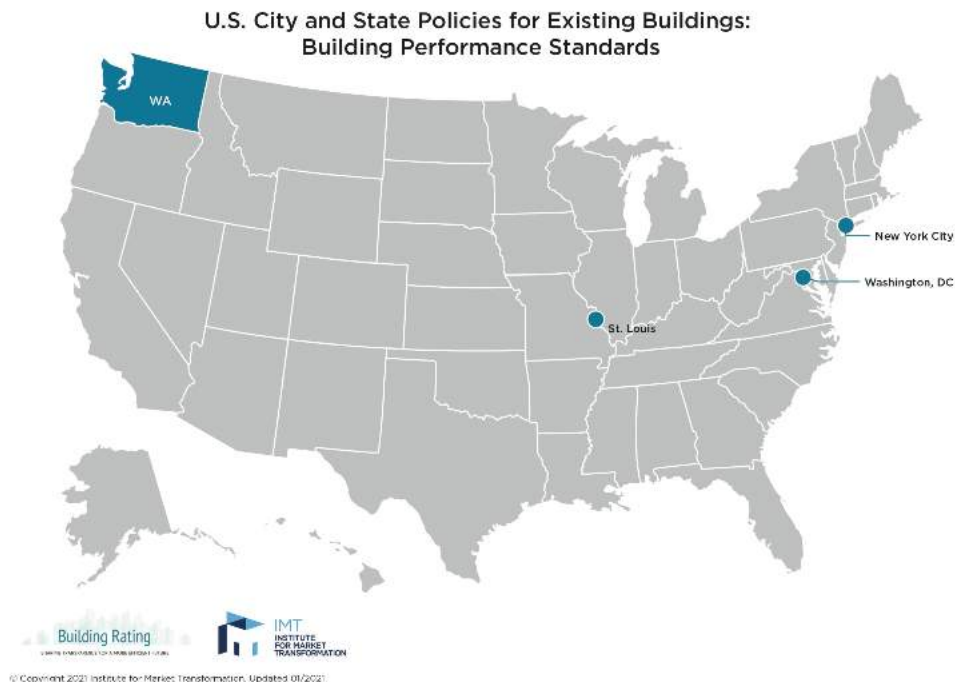 U.S. City and State Policies for Existing Buildings:
Building Performance Standards
WA
New York City
Washington, DC
St. Louis
Building Rating
IMT
INSTITUTE
FOR MARKET
TRANSFORMATION
© Copyright 2021 Institute for Market Transformation. Updated 01/2021